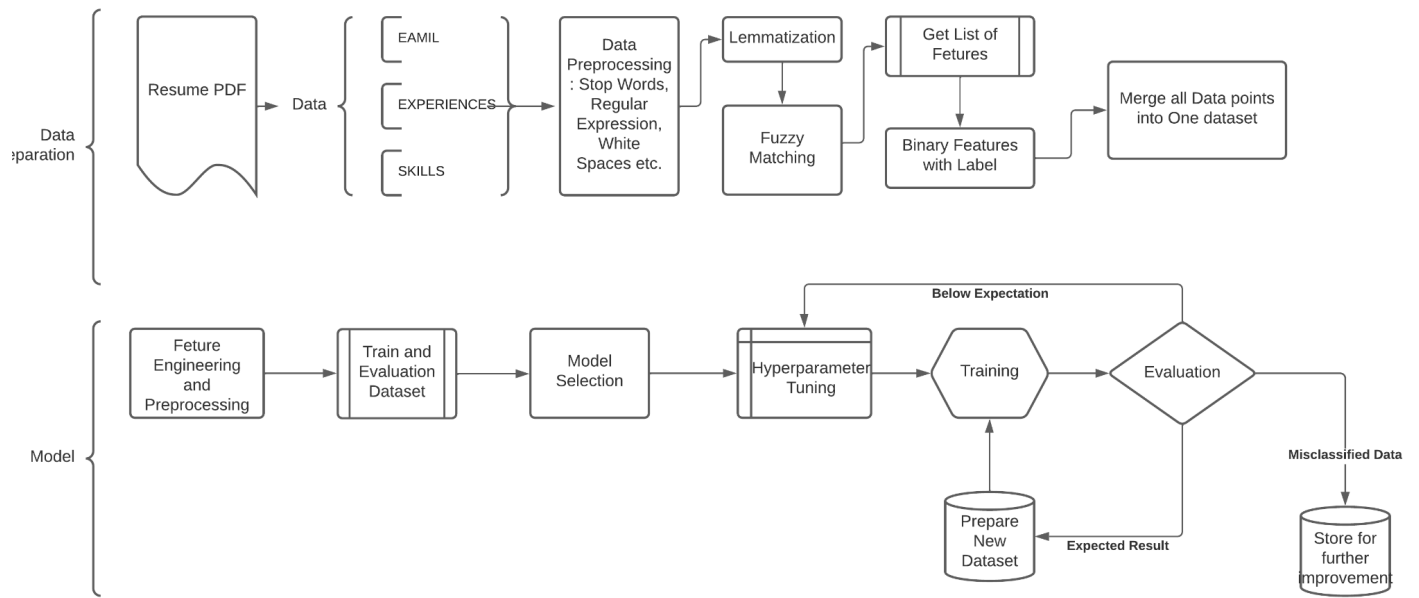 Resume PDF
Data
EAMIL
EXPERIENCES
SKILLS
Data
Preprocessing
: Stop Words,
Regular
Expression,
White
Spaces etc.
Lemmatization
Fuzzy
Matching
Get List of
Fetures
Binary Features
with Label
Merge all Data points
into One dataset
Data
eparation
Below Expectation
Feture
Engineering
and
Preprocessing
Train and
Evaluation
Dataset
Model
Selection
Hyperparameter
Tuning
Training
Evaluation
Model
Misclassified Data
Prepare
New
Dataset
Expected Result
Store for
further
improvement